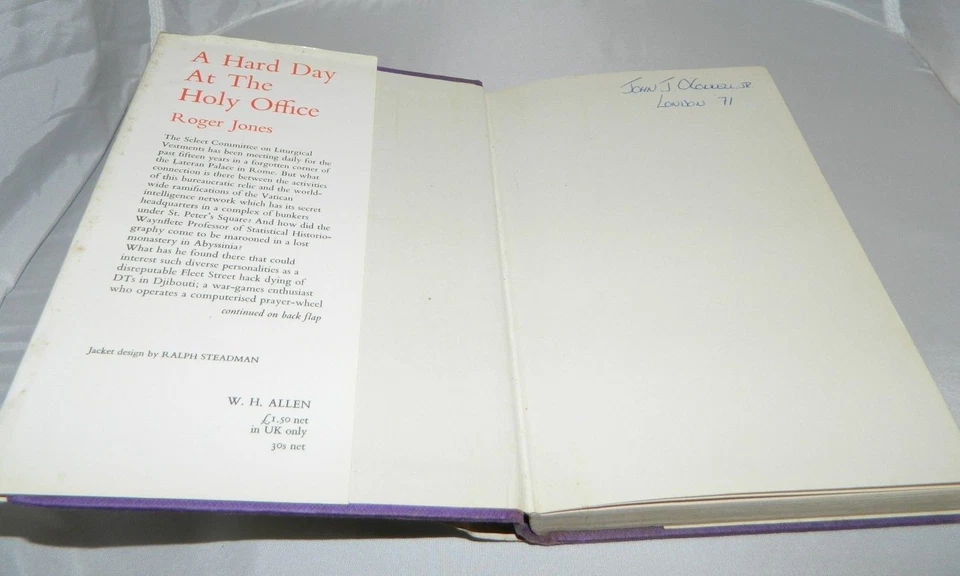 A Hard Day
At The
Holy Office
Roger Jones
The Select Committee on Liturgical
Vestments has been meeting daily for the
past fifteen years in a forgotten corner of
the Lateran Palace in Rome. But what
connection is there between the activities
of this bureaucratic relic and the world-
wide ramifications of the Vatican
intelligence network which has its secret
headquarters in a complex of bunkers
under St. Peter's Square? And how did the
Waynflete Professor of Statistical Historio-
graphy come to be marooned in a lost
monastery in Abyssinia?
What has he found there that could
interest such diverse personalities as a
disreputable Fleet Street hack dying of
DTs in Djibouti; a war-games enthusiast
who operates a computerised prayer-wheel
continued on back flap
Jacket design by RALPH STEADMAN
W. H. ALLEN
£1.50 net
in UK only
30s net
John J
London 71